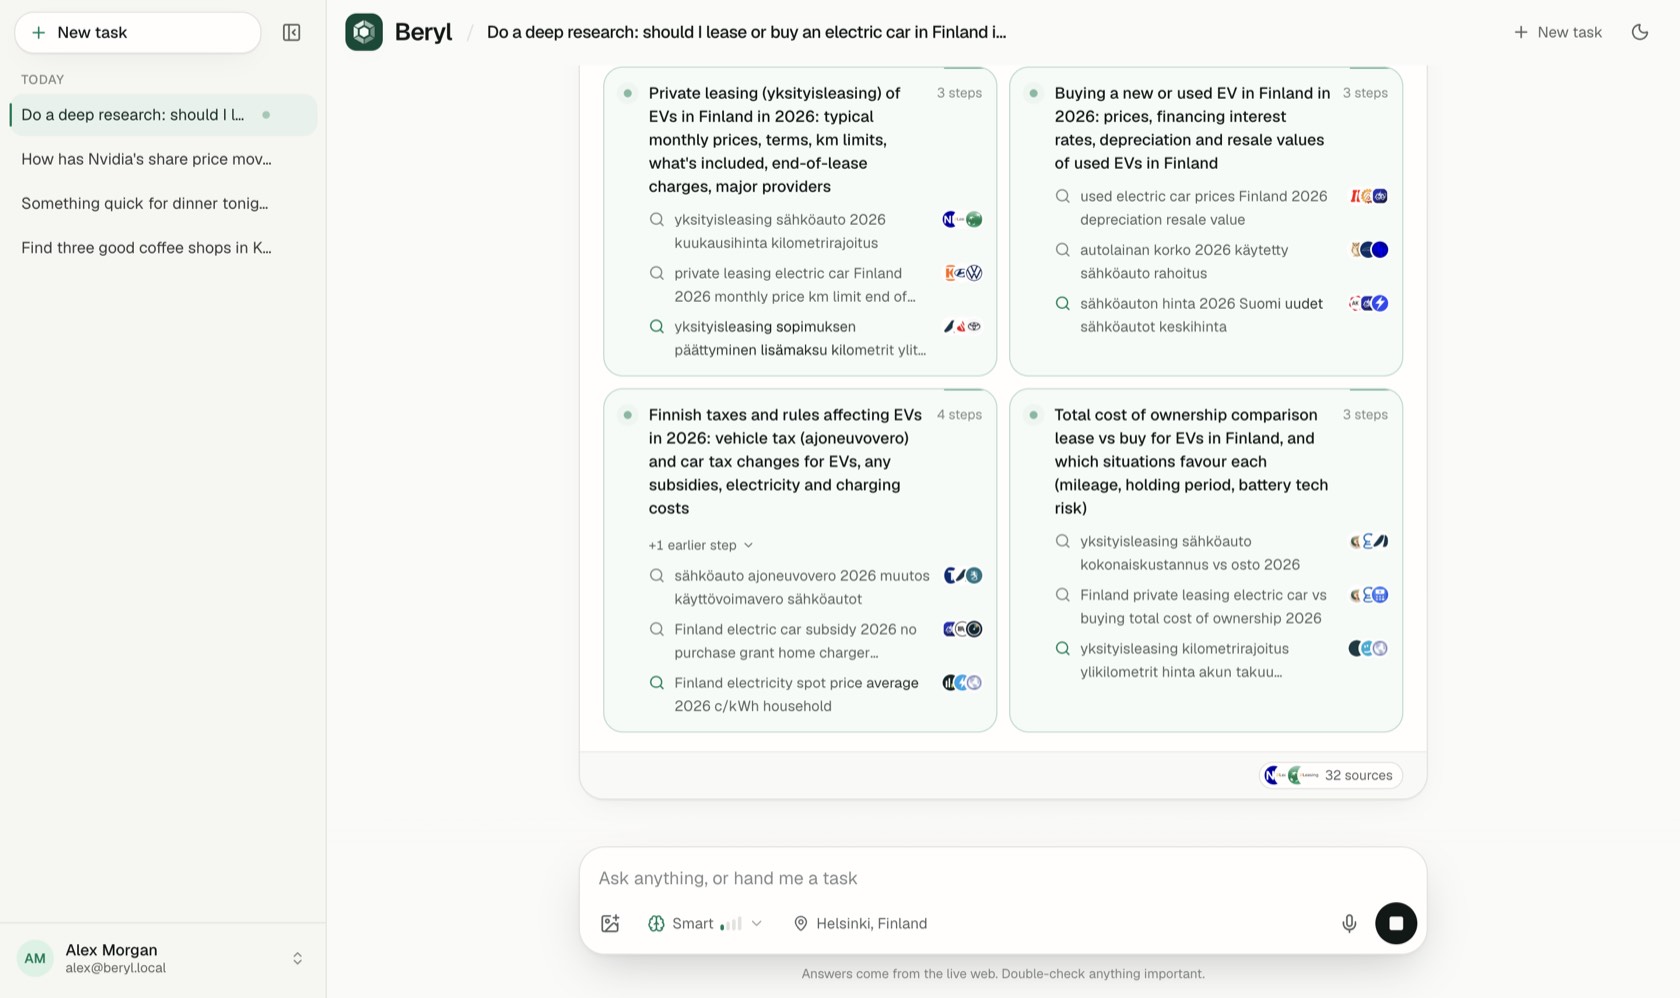 New task
TODAY
Do a deep research: should I l...
How has Nvidia's share price mov...
Something quick for dinner tonig...
Find three good coffee shops in K...
AM
Alex Morgan
alex@beryl.local
Beryl
/
Do a deep research: should I lease or buy an electric car in Finland i...
New task
Private leasing (yksityisleasing) of
EVs in Finland in 2026: typical
monthly prices, terms, km limits,
what's included, end-of-lease
charges, major providers
3 steps
yksityisleasing sähköauto 2026
kuukausihinta kilometrirajoitus
private leasing electric car Finland
2026 monthly price km limit end of...
yksityisleasing sopimuksen
päättyminen lisämaksu kilometrit ylit...
Buying a new or used EV in Finland in
2026: prices, financing interest
rates, depreciation and resale values
of used EVs in Finland
3 steps
used electric car prices Finland 2026
depreciation resale value
autolainan korko 2026 käytetty
sähköauto rahoitus
sähköauton hinta 2026 Suomi uudet
sähköautot keskihinta
Finnish taxes and rules affecting EVs
in 2026: vehicle tax (ajoneuvovero)
and car tax changes for EVs, any
subsidies, electricity and charging
costs
4 steps
+1 earlier step
sähköauto ajoneuvovero 2026 muutos
käyttövoimavero sähköautot
Finland electric car subsidy 2026 no
purchase grant home charger...
Finland electricity spot price average
2026 c/kWh household
Total cost of ownership comparison
lease vs buy for EVs in Finland, and
which situations favour each
(mileage, holding period, battery tech
risk)
3 steps
yksityisleasing sähköauto
kokonaiskustannus vs osto 2026
Finland private leasing electric car vs
buying total cost of ownership 2026
yksityisleasing kilometrirajoitus
ylikilometrit hinta akun takuu...
32 sources
Ask anything, or hand me a task
Smart
Helsinki, Finland
Answers come from the live web. Double-check anything important.